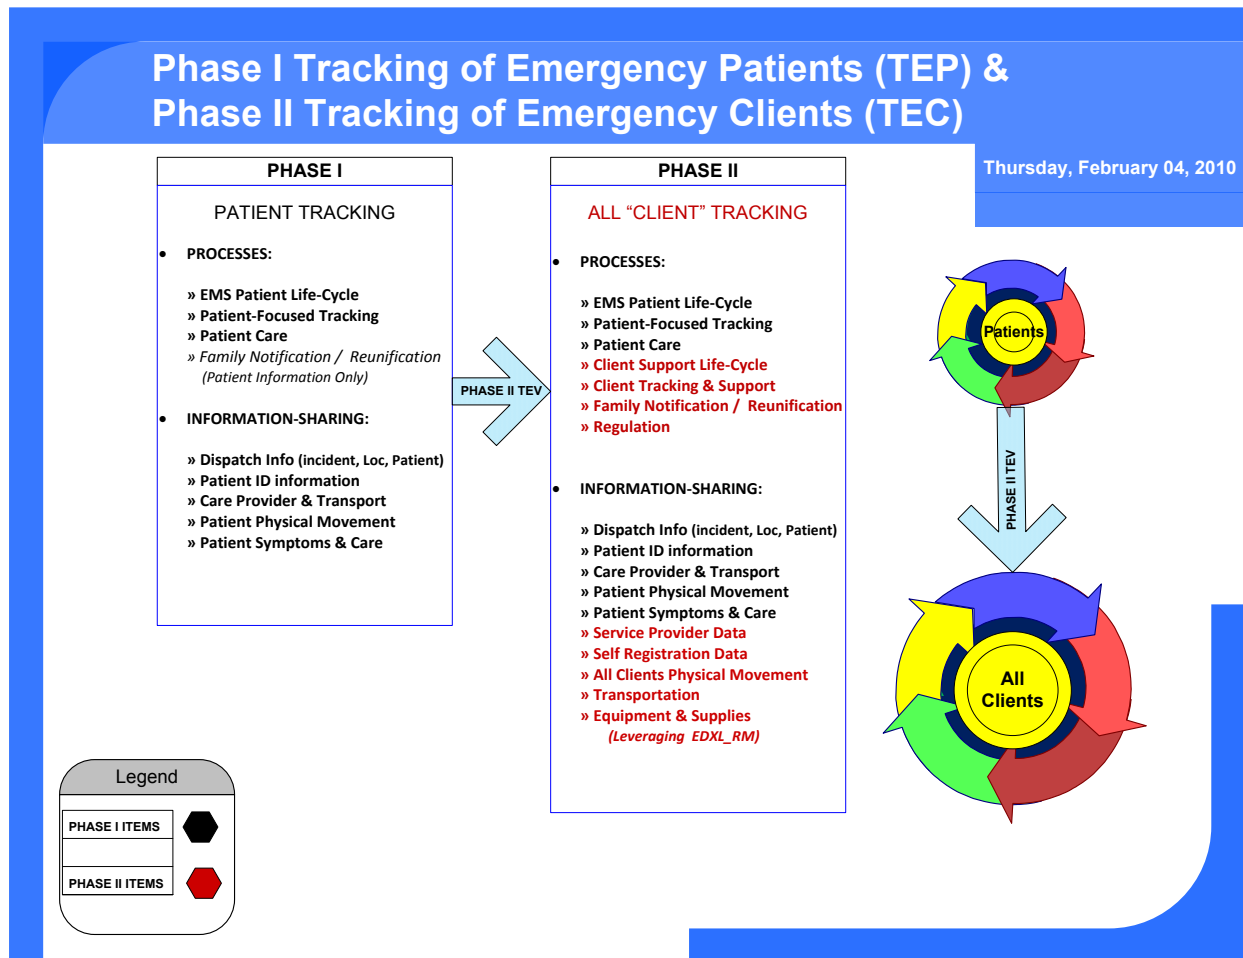 Phase I Tracking of Emergency Patients (TEP) &
Phase II Tracking of Emergency Clients (TEC)
Thursday, February 04, 2010
PHASE I
PATIENT TRACKING
• PROCESSES:
» EMS Patient Life-Cycle
» Patient-Focused Tracking
» Patient Care
» Family Notification / Reunification
(Patient Information Only)
• INFORMATION-SHARING:
» Dispatch Info (incident, Loc, Patient)
» Patient ID information
» Care Provider & Transport
» Patient Physical Movement
» Patient Symptoms & Care
PHASE II TEV
PHASE II
ALL “CLIENT” TRACKING
• PROCESSES:
» EMS Patient Life-Cycle
» Patient-Focused Tracking
» Patient Care
» Client Support Life-Cycle
» Client Tracking & Support
» Family Notification / Reunification
» Regulation
• INFORMATION-SHARING:
» Dispatch Info (incident, Loc, Patient)
» Patient ID information
» Care Provider & Transport
» Patient Physical Movement
» Patient Symptoms & Care
» Service Provider Data
» Self Registration Data
» All Clients Physical Movement
» Transportation
» Equipment & Supplies
(Leveraging EDXL_RM)
Patients
PHASE II TEV
All
Clients
Legend
PHASE I ITEMS
PHASE II ITEMS